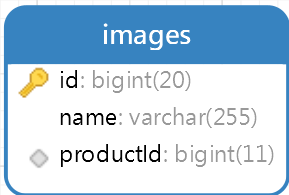 images
id: bigint(20)
name: varchar(255)
productId: bigint(11)